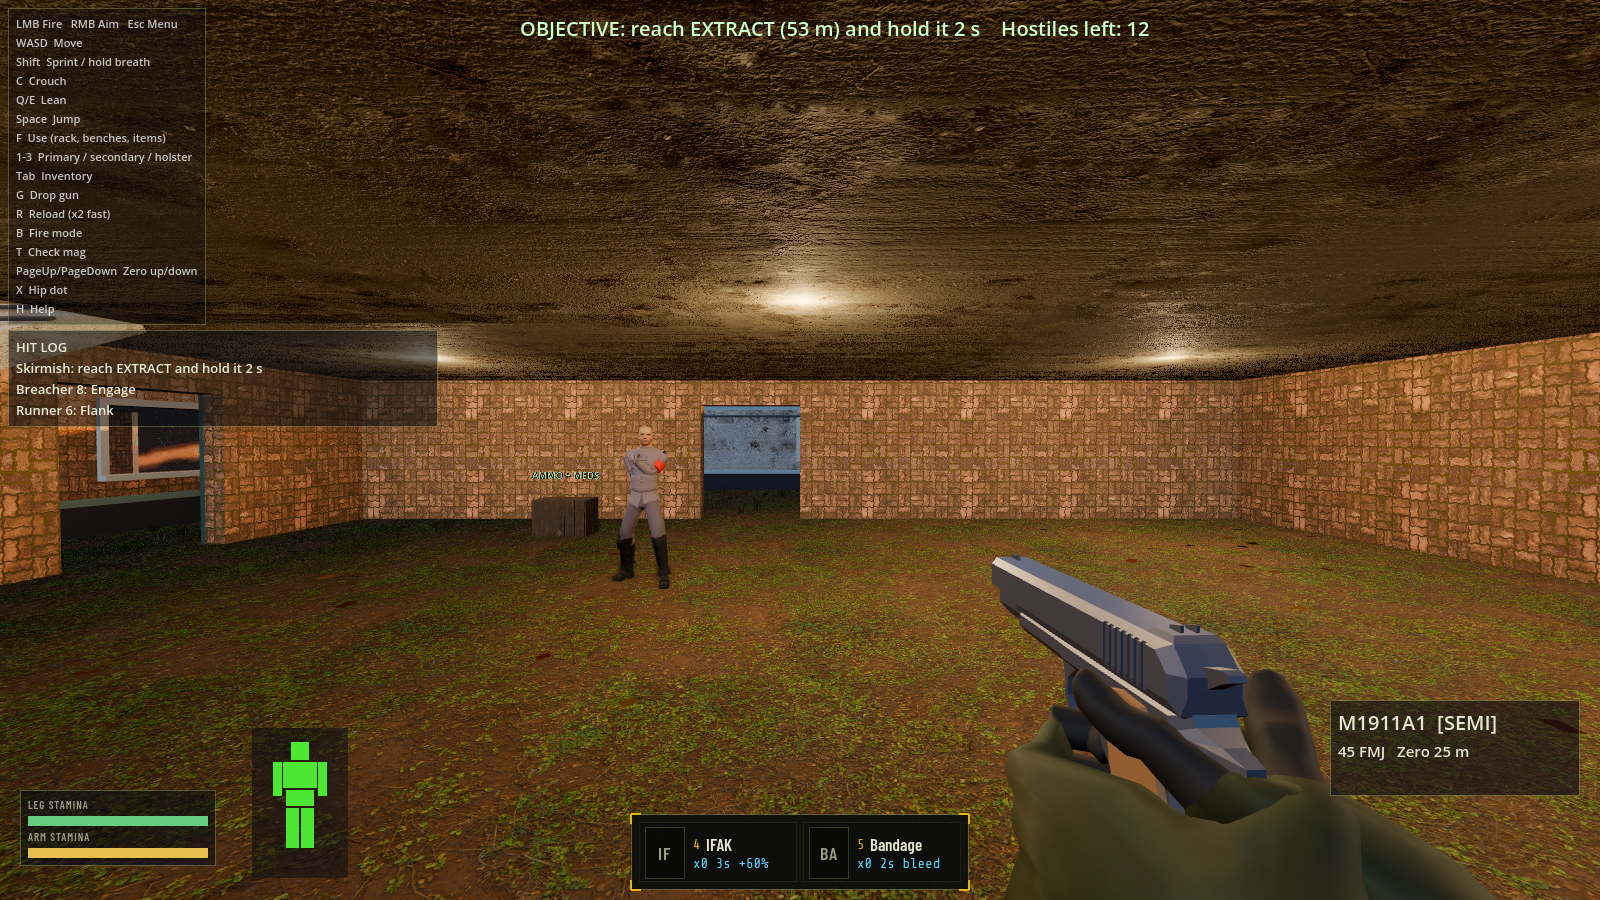 OBJECTIVE: reach EXTRACT (53 m) and hold it 2 s Hostiles left: 12
LMB Fire RMB Aim Esc Menu
WASD Move
Shift Sprint / hold breath
C Crouch
Q/E Lean
Space Jump
F Use (rack, benches, items)
1-3 Primary / secondary / holster
Tab Inventory
G Drop gun
R Reload (x2 fast)
B Fire mode
T Check mag
PageUp/PageDown Zero up/down
X Hip dot
H Help
HIT LOG
Skirmish: reach EXTRACT and hold it 2 s
Breacher 8: Engage
Runner 6: Flank
AMMO + MEDS
M1911A1 [SEMI]
45 FMJ Zero 25 m
LEG STAMINA
ARM STAMINA
IF 4 IFAK
x0 3s +60%
BA 5 Bandage
x0 2s bleed